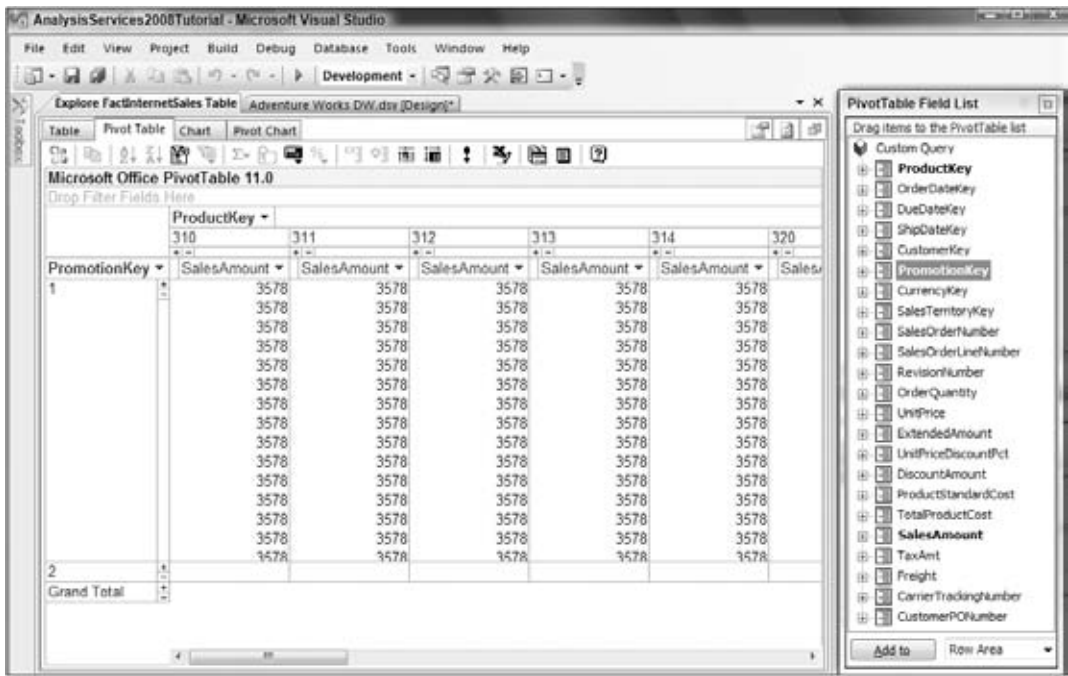 AnalysisServices2008Tutorial - Microsoft Visual Studio
File Edit View Project Build Debug Database Tools Window Help
Development
Toolbox
Explore FactInternetSales Table Adventure Works DW.dsv [Design]*
Table Pivot Table Chart Pivot Chart
Microsoft Office PivotTable 11.0
Drop Filter Fields Here
ProductKey
310 311 312 313 314 320
PromotionKey SalesAmount SalesAmount SalesAmount SalesAmount SalesAmount Sales
1 3578 3578 3578 3578 3578
3578 3578 3578 3578 3578
3578 3578 3578 3578 3578
3578 3578 3578 3578 3578
3578 3578 3578 3578 3578
3578 3578 3578 3578 3578
3578 3578 3578 3578 3578
3578 3578 3578 3578 3578
3578 3578 3578 3578 3578
3578 3578 3578 3578 3578
3578 3578 3578 3578 3578
3578 3578 3578 3578 3578
3578 3578 3578 3578 3578
3578 3578 3578 3578 3578
3578 3578 3578 3578 3578
2
Grand Total
PivotTable Field List
Drag items to the PivotTable list
Custom Query
ProductKey
OrderDateKey
DueDateKey
ShipDateKey
CustomerKey
PromotionKey
CurrencyKey
SalesTerritoryKey
SalesOrderNumber
SalesOrderLineNumber
RevisionNumber
OrderQuantity
UnitPrice
ExtendedAmount
UnitPriceDiscountPct
DiscountAmount
ProductStandardCost
TotalProductCost
SalesAmount
TaxAmt
Freight
CarrierTrackingNumber
CustomerPONumber
Add to Row Area